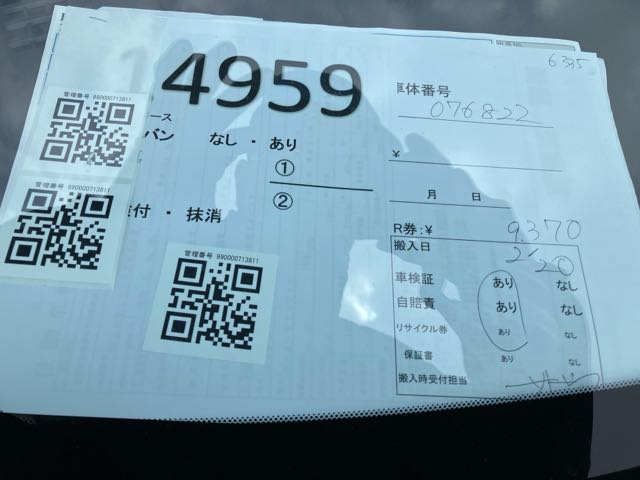 6335
4959
車体番号
076822
管理番号 990000713811
ース
バン なし ・ あり
①
¥
②
月 日
管理番号 990000713811
付 ・ 抹消
R券:¥ 9370
搬入日 2/20
管理番号 990000713811
車検証 あり なし
自賠責 あり なし
リサイクル券 あり なし
保証書 あり なし
搬入時受付担当